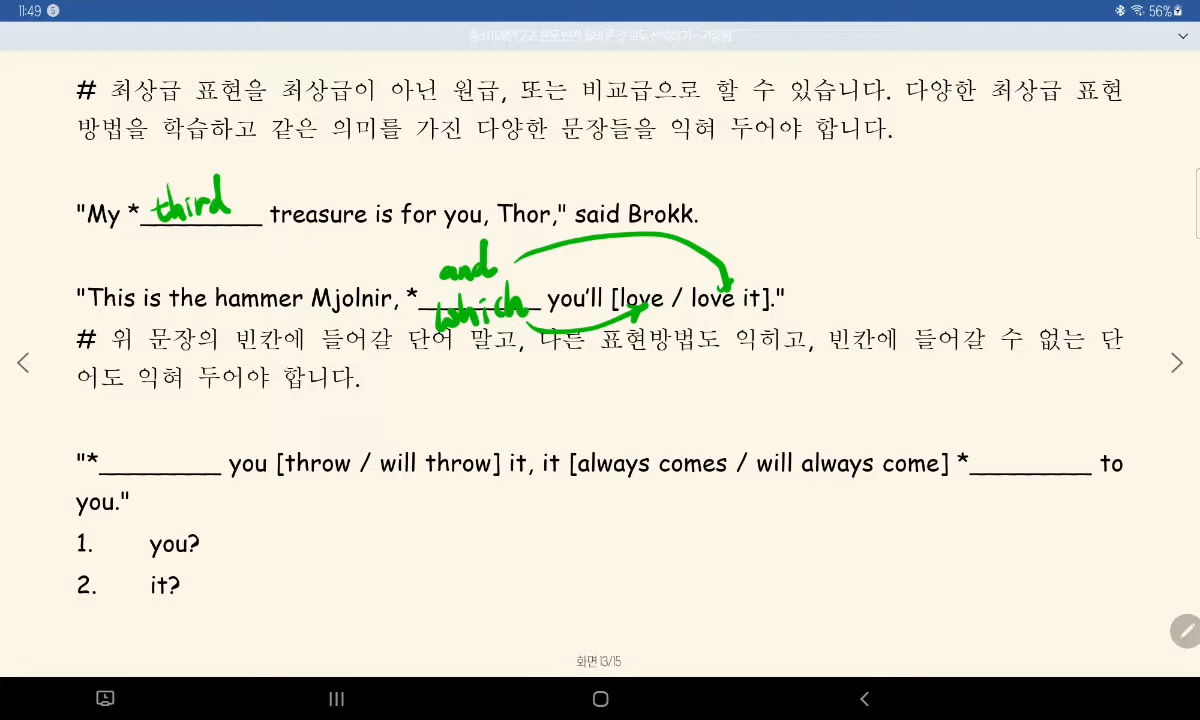 11:49 S 56%
# 최상급 표현을 최상급이 아닌 원급, 또는 비교급으로 할 수 있습니다. 다양한 최상급 표현
방법을 학습하고 같은 의미를 가진 다양한 문장들을 익혀 두어야 합니다.
"My *third treasure is for you, Thor," said Brokk.
and
"This is the hammer Mjolnir, *which you'll [love / love it]."
# 위 문장의 빈칸에 들어갈 단어 말고, 다른 표현방법도 익히고, 빈칸에 들어갈 수 없는 단
어도 익혀 두어야 합니다.
"*_________ you [throw / will throw] it, it [always comes / will always come] *_________ to
you."
1. you?
2. it?
화면 13/15